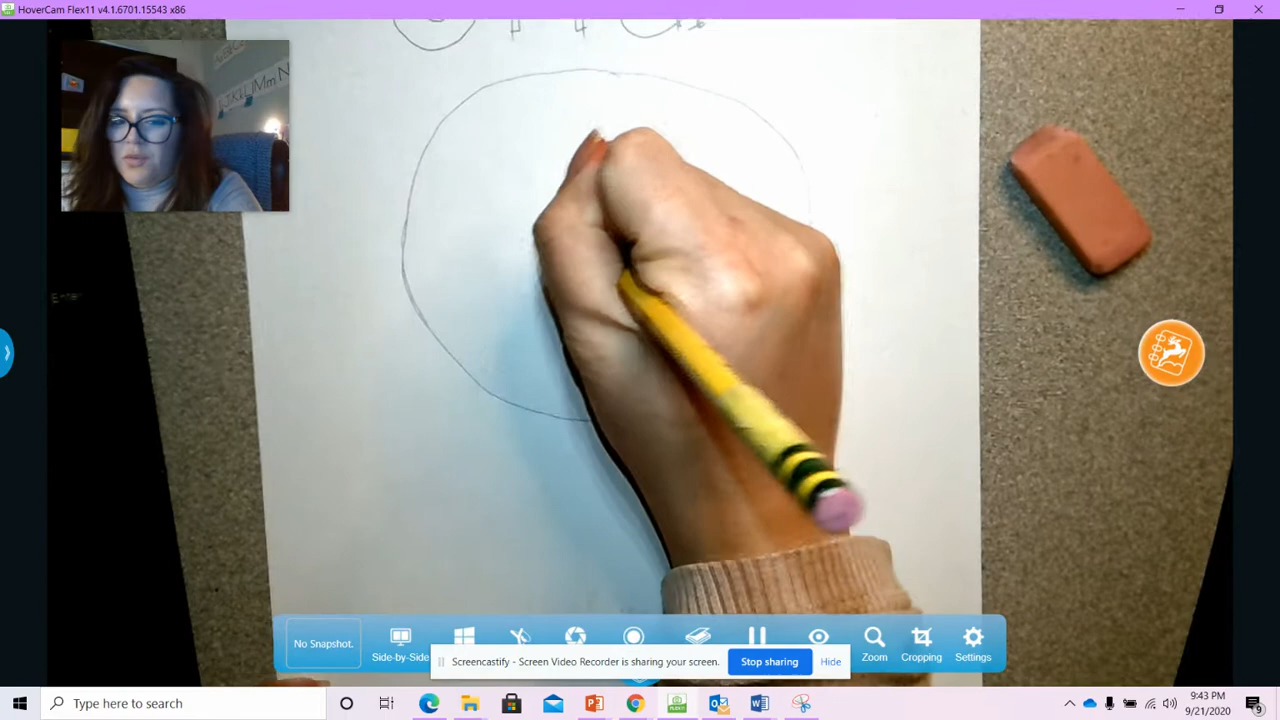 HoverCam Flex11 v4.1.6701.15543 x86
No Snapshot.
Side-by-Side
Zoom
Cropping
Settings
Screencastify - Screen Video Recorder is sharing your screen.
Stop sharing
Hide
Type here to search
9:43 PM
9/21/2020
9